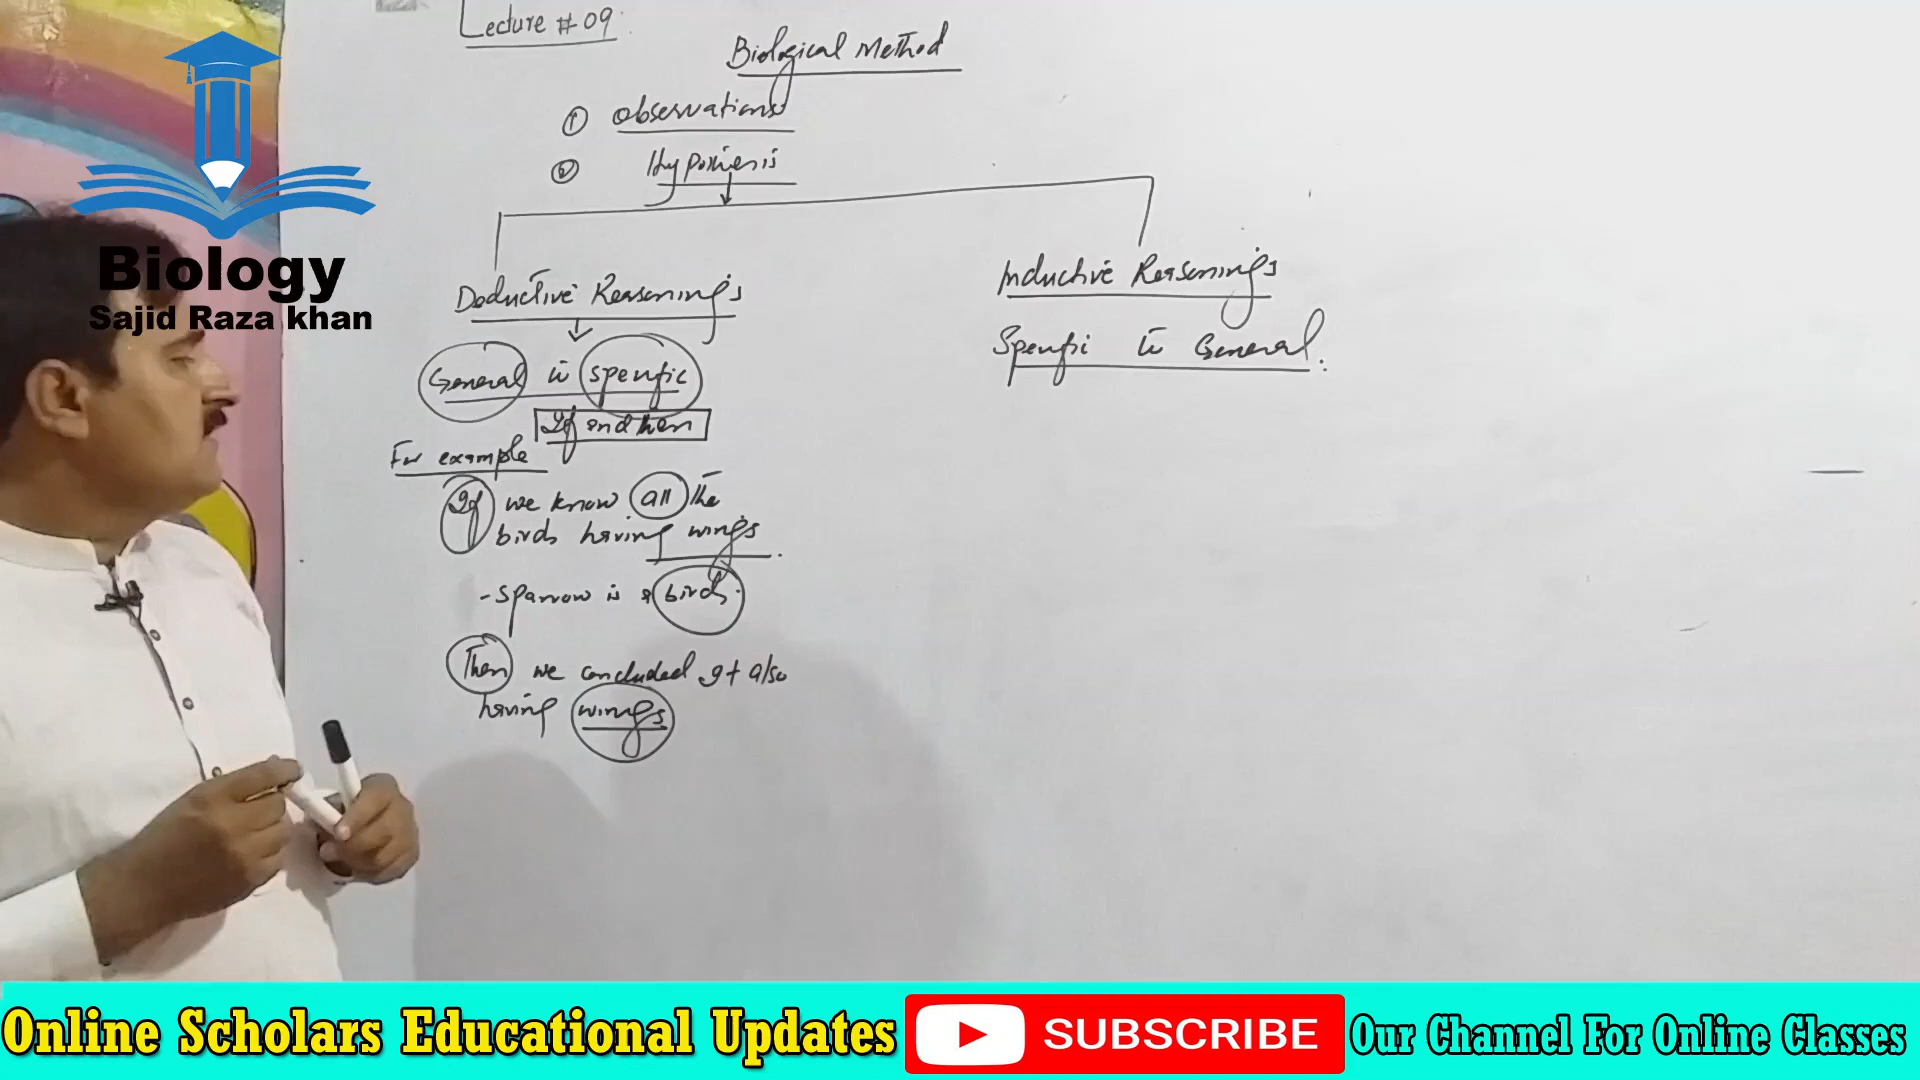 Lecture # 09
Biological Method
① observations
② Hypothesis
Deductive Reasonings
Inductive Reasonings
General to specific
Specific to General.
If and then
For example
If we know all the
birds having wings.
- Sparrow is a birds.
Then we concluded It also
having wings
Biology
Sajid Raza khan
Online Scholars Educational Updates
SUBSCRIBE
Our Channel For Online Classes